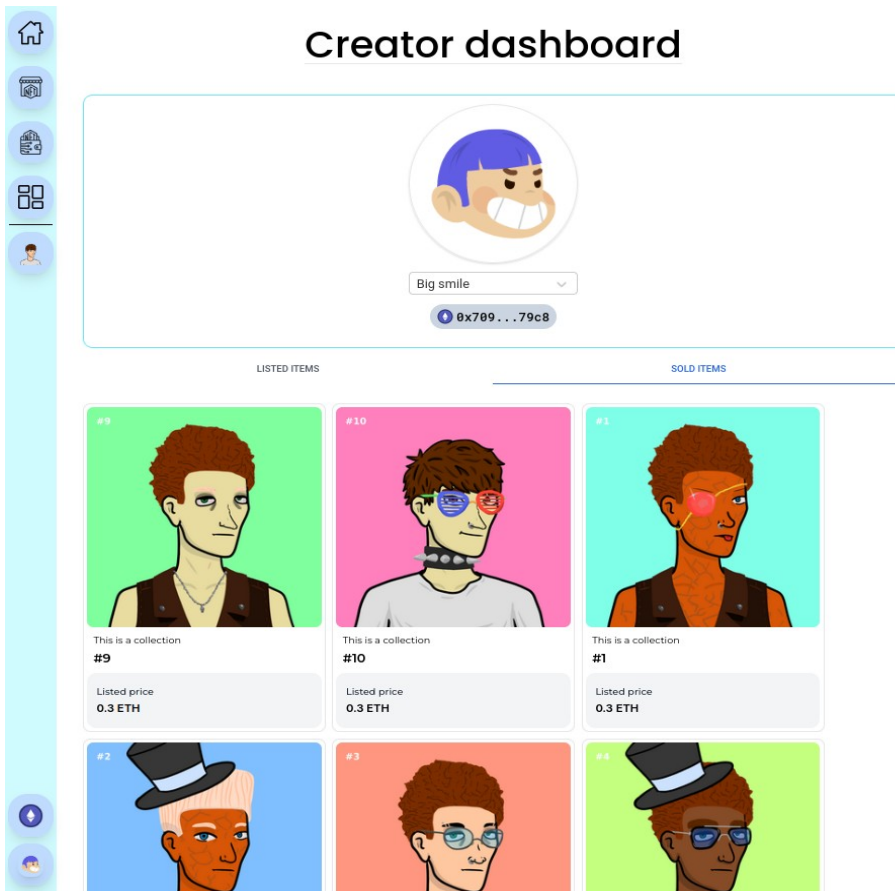 Creator dashboard
Big smile
0x709...79c8
LISTED ITEMS
SOLD ITEMS
#9
#10
#1
This is a collection
#9
Listed price
0.3 ETH
This is a collection
#10
Listed price
0.3 ETH
This is a collection
#1
Listed price
0.3 ETH
#2
#3
#4